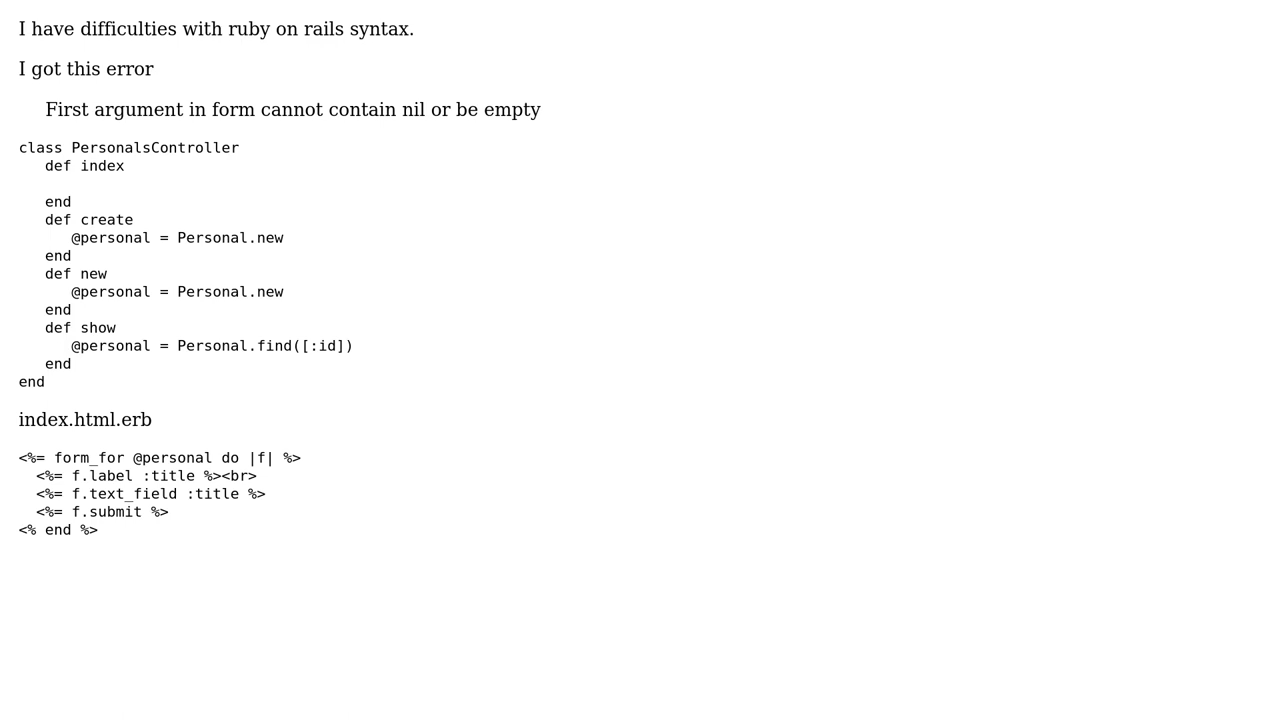 I have difficulties with ruby on rails syntax.
I got this error
First argument in form cannot contain nil or be empty
class PersonalsController
   def index

   end
   def create
      @personal = Personal.new
   end
   def new
      @personal = Personal.new
   end
   def show
      @personal = Personal.find([:id])
   end
end
index.html.erb
<%= form_for @personal do |f| %>
  <%= f.label :title %><br>
  <%= f.text_field :title %>
  <%= f.submit %>
<% end %>